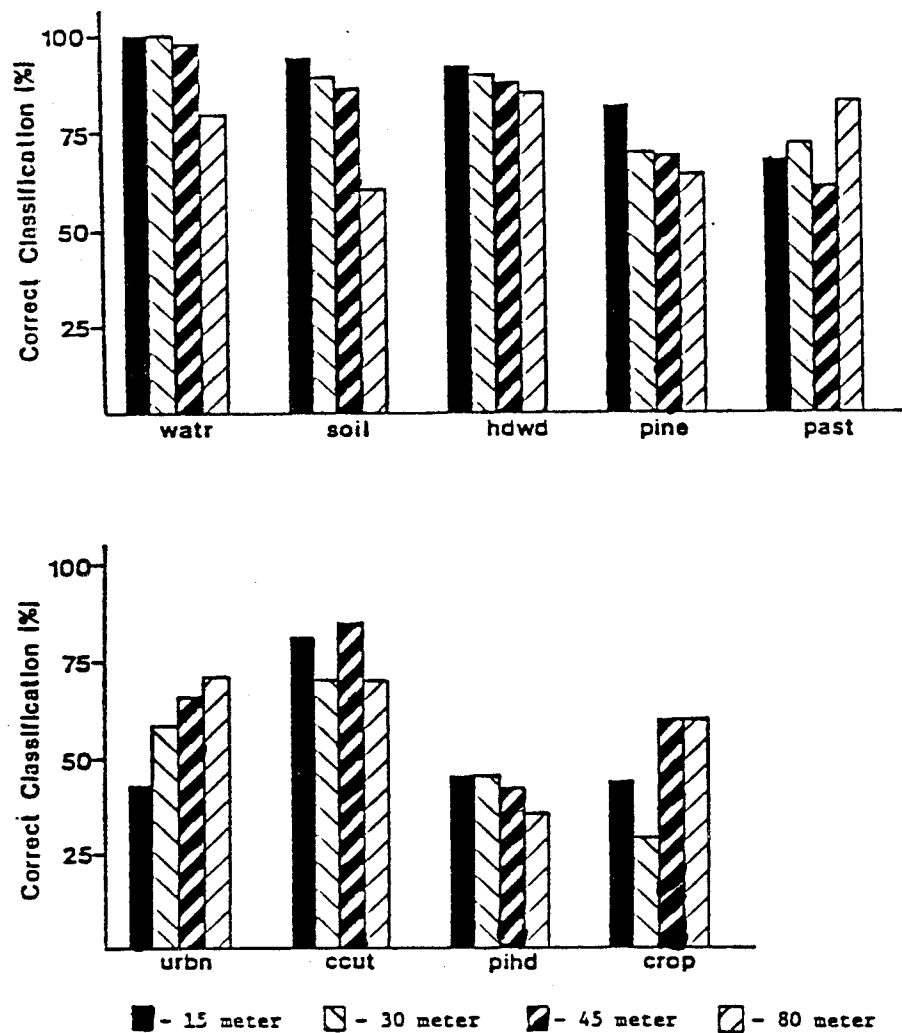 Correct Classification (%)
100
75
50
25
watr soil hdwd pine past
Correct Classification (%)
100
75
50
25
urbn ccut pihd crop
- 15 meter - 30 meter - 45 meter - 80 meter